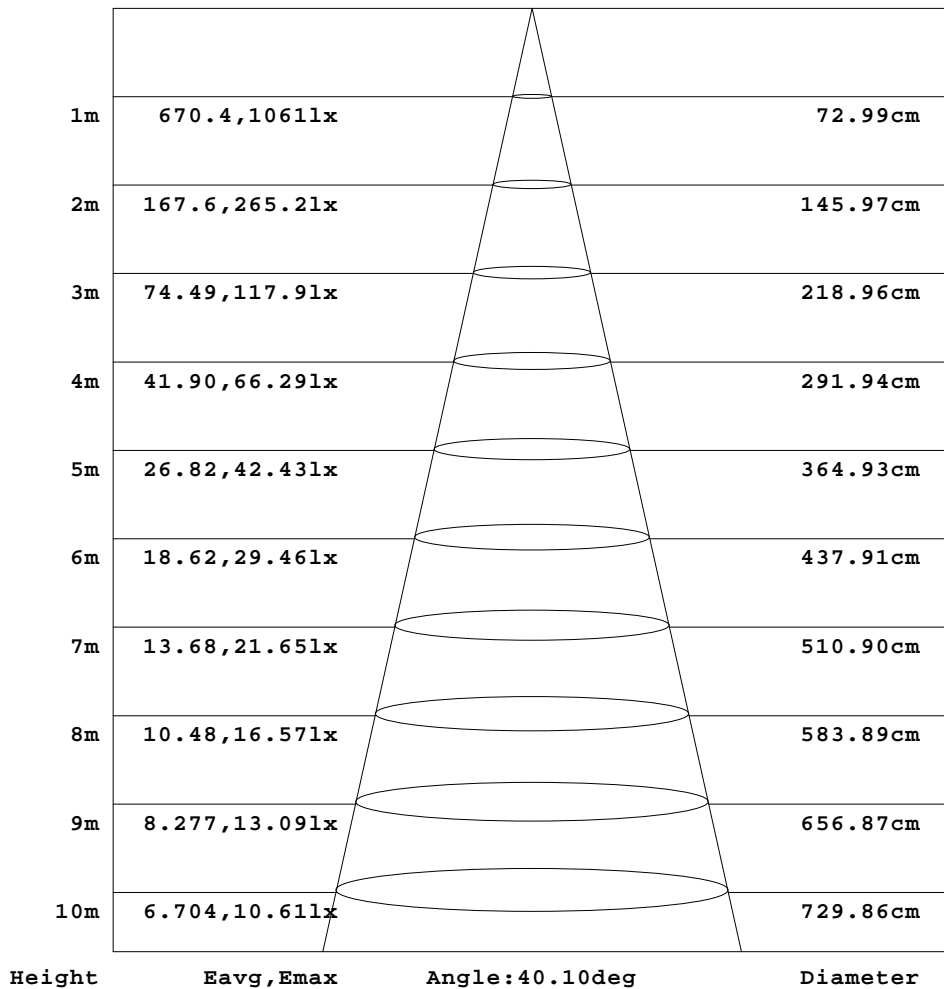 1m 670.4,1061lx 72.99cm
2m 167.6,265.2lx 145.97cm
3m 74.49,117.9lx 218.96cm
4m 41.90,66.29lx 291.94cm
5m 26.82,42.43lx 364.93cm
6m 18.62,29.46lx 437.91cm
7m 13.68,21.65lx 510.90cm
8m 10.48,16.57lx 583.89cm
9m 8.277,13.09lx 656.87cm
10m 6.704,10.61lx 729.86cm
Height Eavg,Emax Angle:40.10deg Diameter